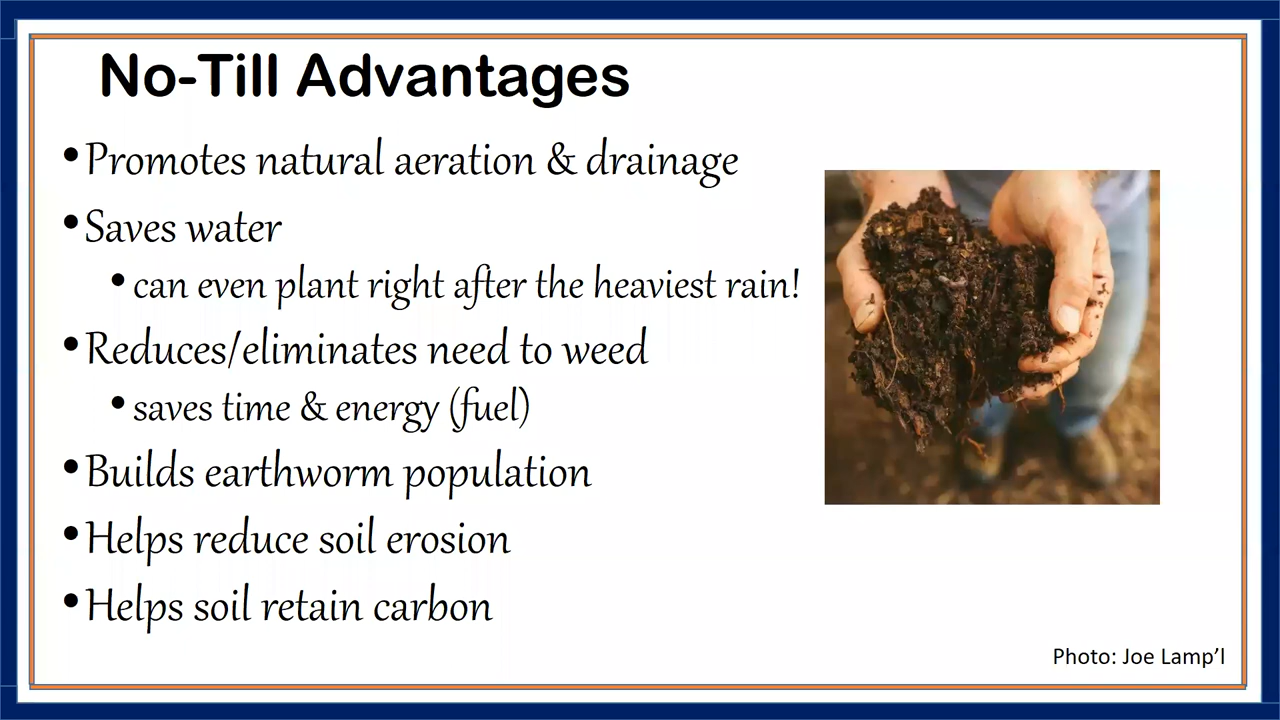 No-Till Advantages
•Promotes natural aeration & drainage
•Saves water
•can even plant right after the heaviest rain!
•Reduces/eliminates need to weed
•saves time & energy (fuel)
•Builds earthworm population
•Helps reduce soil erosion
•Helps soil retain carbon
Photo: Joe Lamp’l